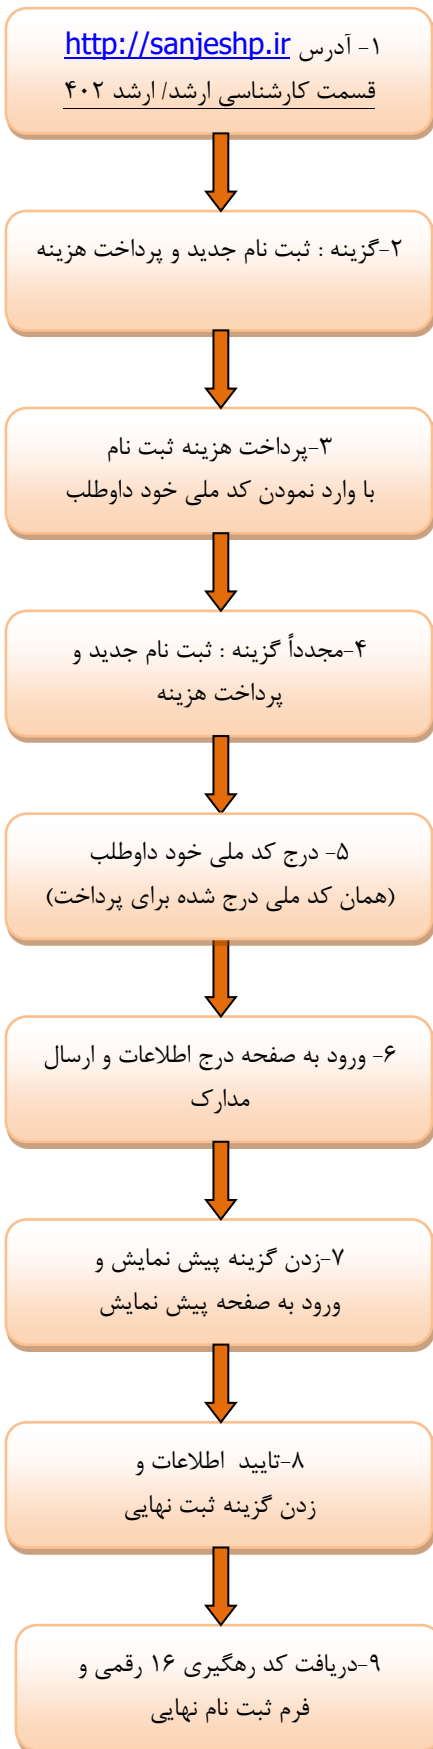 ۱- آدرس http://sanjeshp.ir
قسمت کارشناسی ارشد/ ارشد ۴۰۲
۲-گزینه : ثبت نام جدید و پرداخت هزینه
۳-پرداخت هزینه ثبت نام
با وارد نمودن کد ملی خود داوطلب
۴-مجدداً گزینه : ثبت نام جدید و
پرداخت هزینه
۵- درج کد ملی خود داوطلب
(همان کد ملی درج شده برای پرداخت)
۶- ورود به صفحه درج اطلاعات و ارسال
مدارک
۷-زدن گزینه پیش نمایش و
ورود به صفحه پیش نمایش
۸-تایید اطلاعات و
زدن گزینه ثبت نهایی
۹-دریافت کد رهگیری ۱۶ رقمی و
فرم ثبت نام نهایی